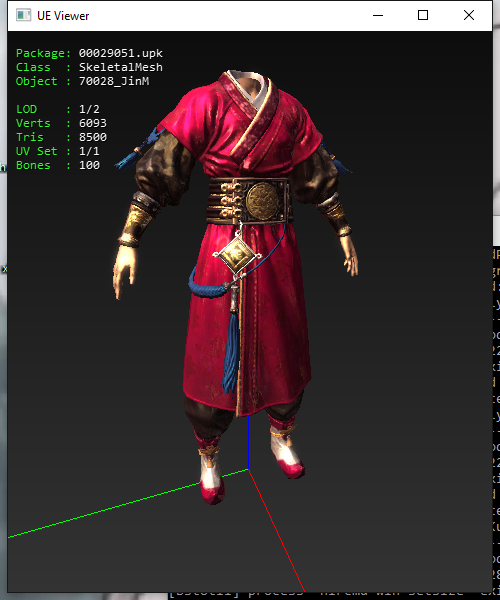 UE Viewer
Package: 00029051.upk
Class  : SkeletalMesh
Object : 70028_JinM
LOD    : 1/2
Verts  : 6093
Tris   : 8500
UV Set : 1/1
Bones  : 100